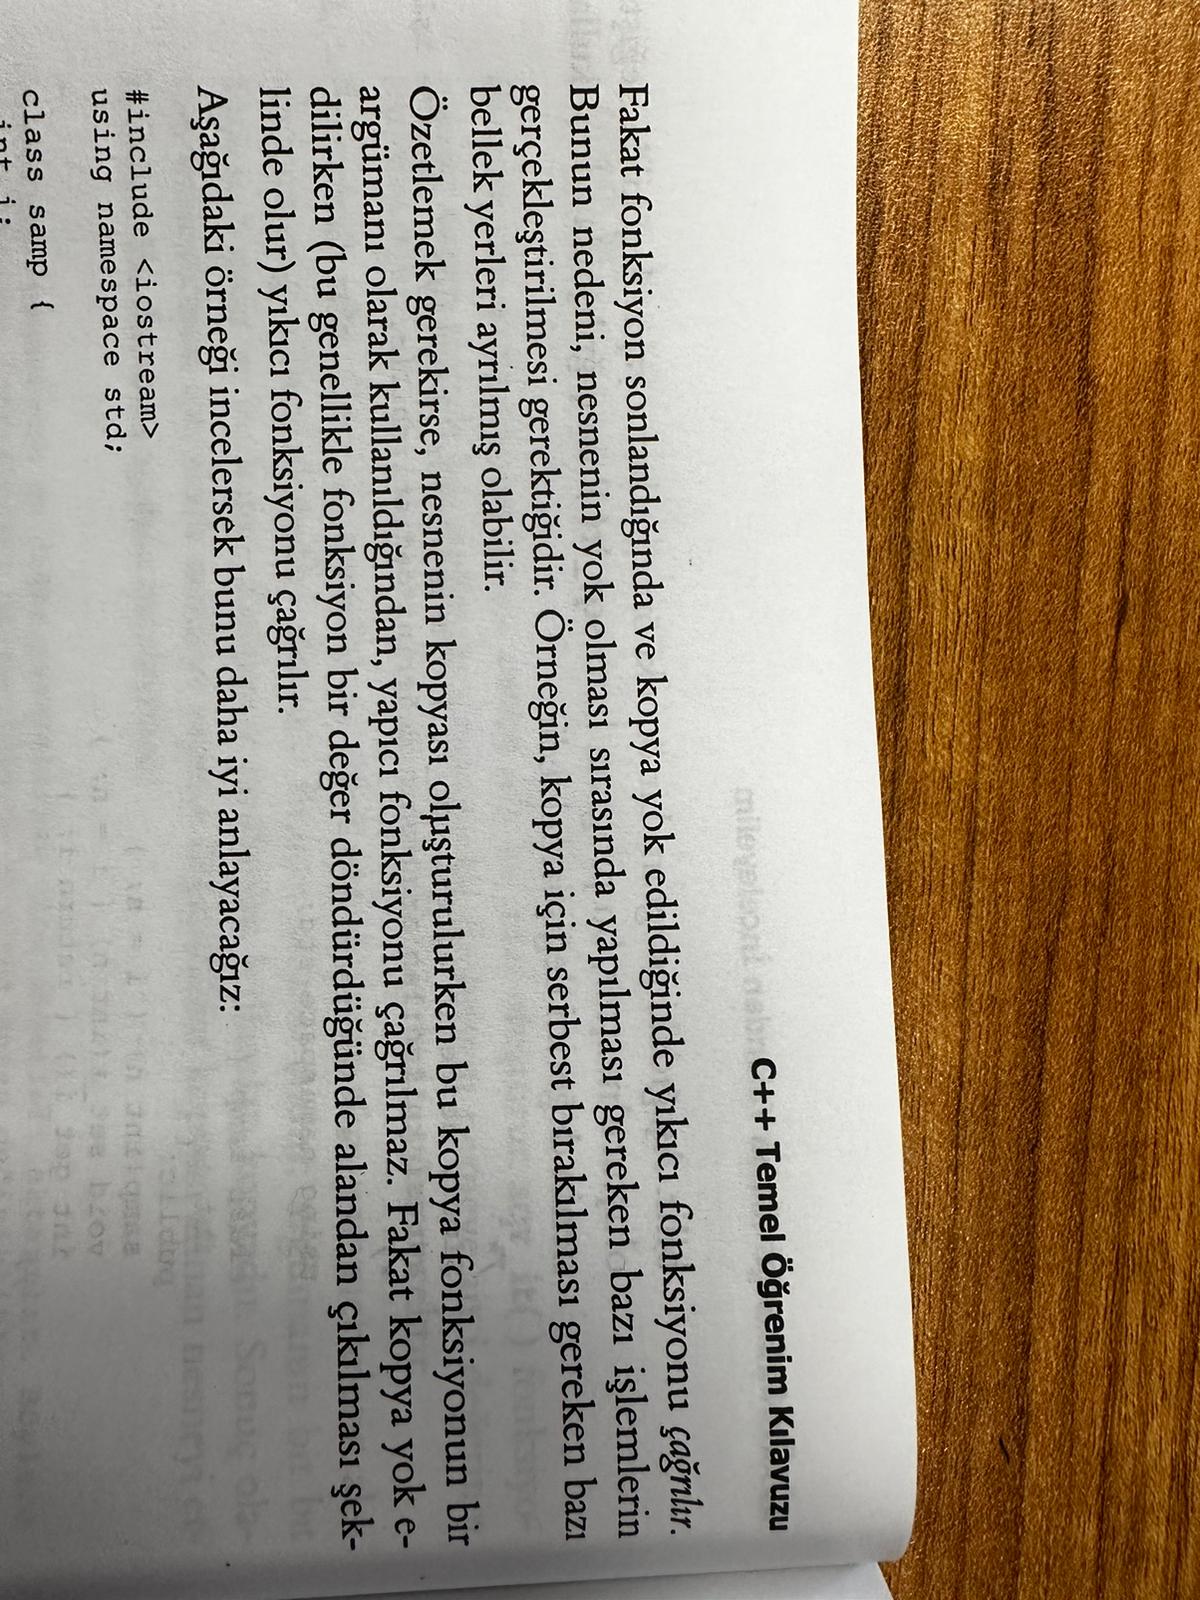 C++ Temel Öğrenim Kılavuzu
Fakat fonksiyon sonlandığında ve kopya yok edildiğinde yıkıcı fonksiyonu çağrılır.
Bunun nedeni, nesnenin yok olması sırasında yapılması gereken bazı işlemlerin
gerçekleştirilmesi gerektiğidir. Örneğin, kopya için serbest bırakılması gereken bazı
bellek yerleri ayrılmış olabilir.
Özetlemek gerekirse, nesnenin kopyası oluşturulurken bu kopya fonksiyonun bir
argümanı olarak kullanıldığından, yapıcı fonksiyonu çağrılmaz. Fakat kopya yok e-
dilirken (bu genellikle fonksiyon bir değer döndürdüğünde alandan çıkılması şek-
linde olur) yıkıcı fonksiyonu çağrılır.
Aşağıdaki örneği incelersek bunu daha iyi anlayacağız:
#include <iostream>
using namespace std;
class samp {
int i;